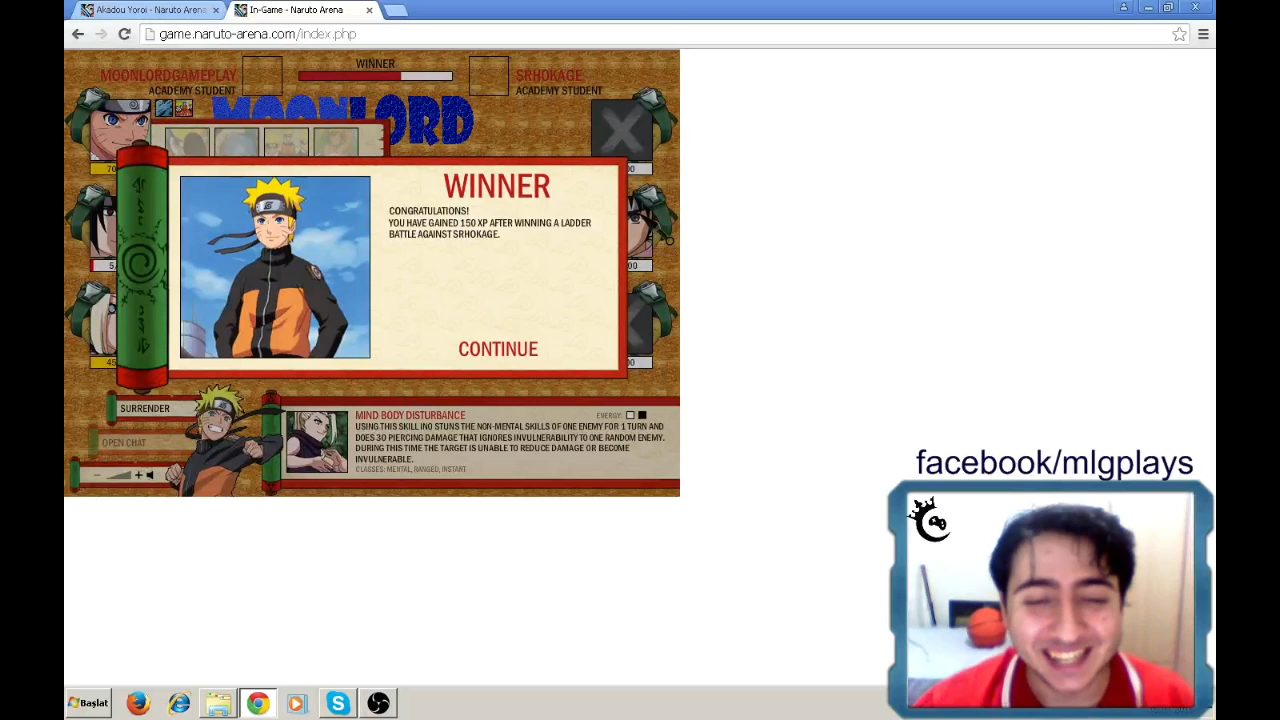 Akadou Yoroi - Naruto Arena
In-Game - Naruto Arena
game.naruto-arena.com/index.php
WINNER
MOONLORDGAMEPLAY
SRHOKAGE
ACADEMY STUDENT
ACADEMY STUDENT
MOONLORD
WINNER
CONGRATULATIONS!
YOU HAVE GAINED 150 XP AFTER WINNING A LADDER
BATTLE AGAINST SRHOKAGE.
CONTINUE
SURRENDER
OPEN CHAT
MIND BODY DISTURBANCE
ENERGY:
USING THIS SKILL INO STUNS THE NON-MENTAL SKILLS OF ONE ENEMY FOR 1 TURN AND
DOES 30 PIERCING DAMAGE THAT IGNORES INVULNERABILITY TO ONE RANDOM ENEMY.
DURING THIS TIME THE TARGET IS UNABLE TO REDUCE DAMAGE OR BECOME
INVULNERABLE.
CLASSES: MENTAL, RANGED, INSTANT
facebook/mlgplays
Başlat